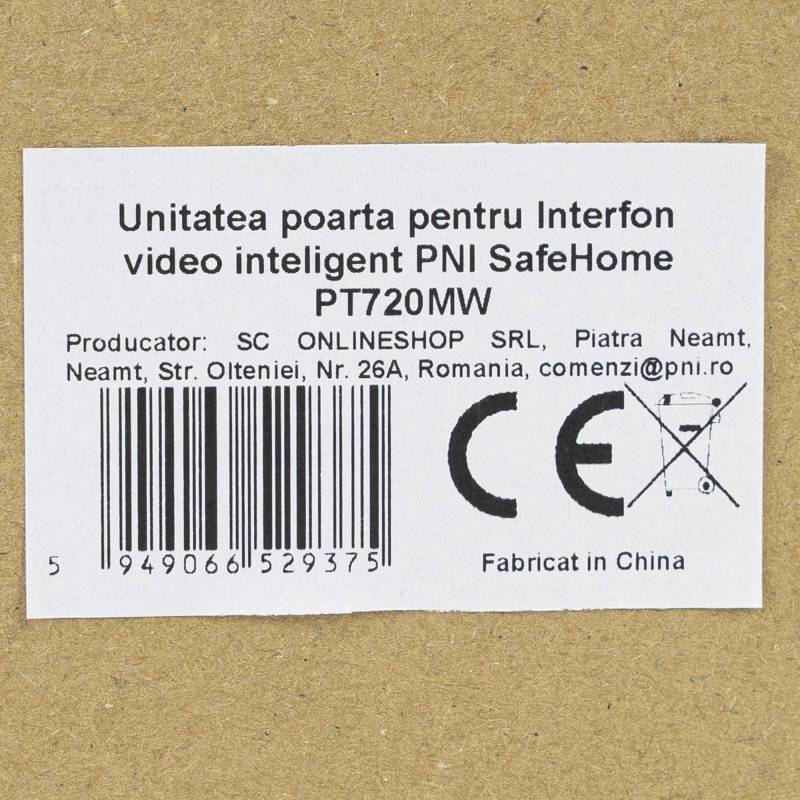 Unitatea poarta pentru Interfon
video inteligent PNI SafeHome
PT720MW
Producator: SC ONLINESHOP SRL, Piatra Neamt,
Neamt, Str. Olteniei, Nr. 26A, Romania, comenzi@pni.ro
CE
5 949066 529375
Fabricat in China